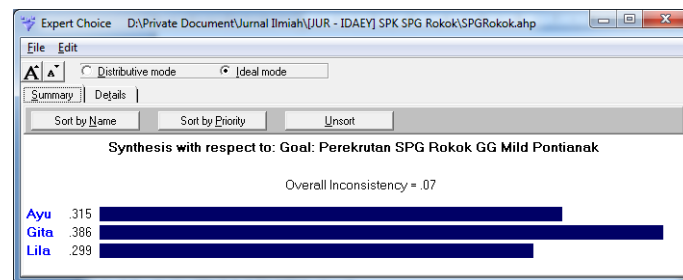 Expert Choice D:\Private Document\Jurnal Ilmiah\[JUR - IDAEY] SPK SPG Rokok\SPGRokok.ahp
File Edit
A A Distributive mode Ideal mode
Summary Details
Sort by Name Sort by Priority Unsort
Synthesis with respect to: Goal: Perekrutan SPG Rokok GG Mild Pontianak
Overall Inconsistency = .07
Ayu .315
Gita .386
Lila .299